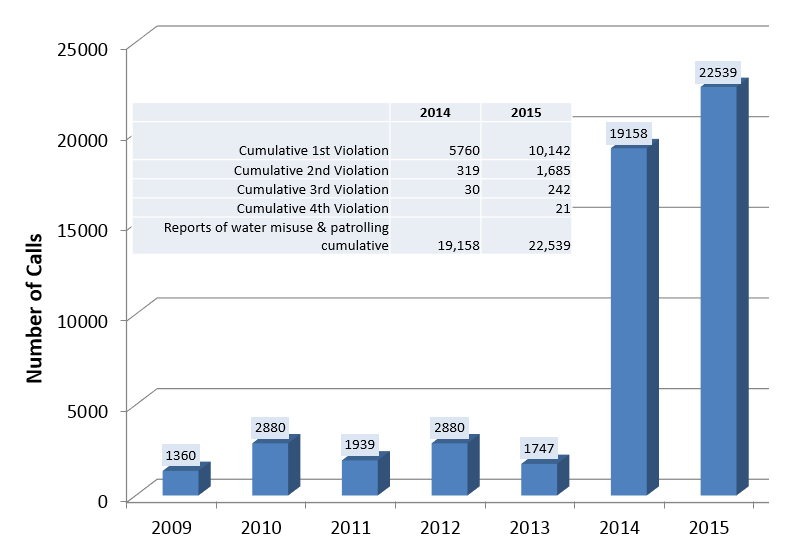 25000
20000
15000
10000
5000
0
Number of Calls
2014 2015
Cumulative 1st Violation 5760 10,142
Cumulative 2nd Violation 319 1,685
Cumulative 3rd Violation 30 242
Cumulative 4th Violation 21
Reports of water misuse & patrolling
cumulative 19,158 22,539
1360
2880
1939
2880
1747
19158
22539
2009 2010 2011 2012 2013 2014 2015